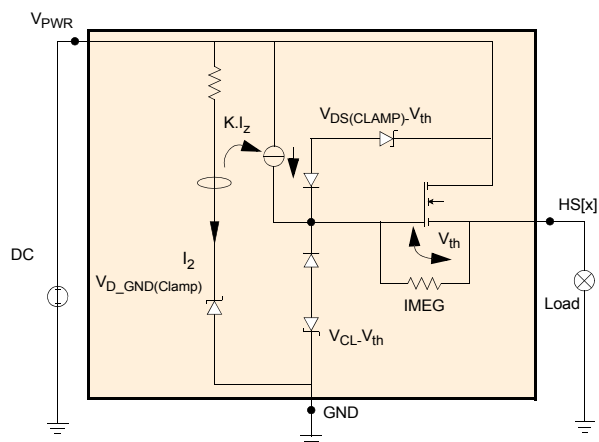 VPWR
VDS(CLAMP)-Vth
K.Iz
HS[x]
Vth
DC
I2
VD_GND(Clamp)
IMEG
Load
VCL-Vth
GND